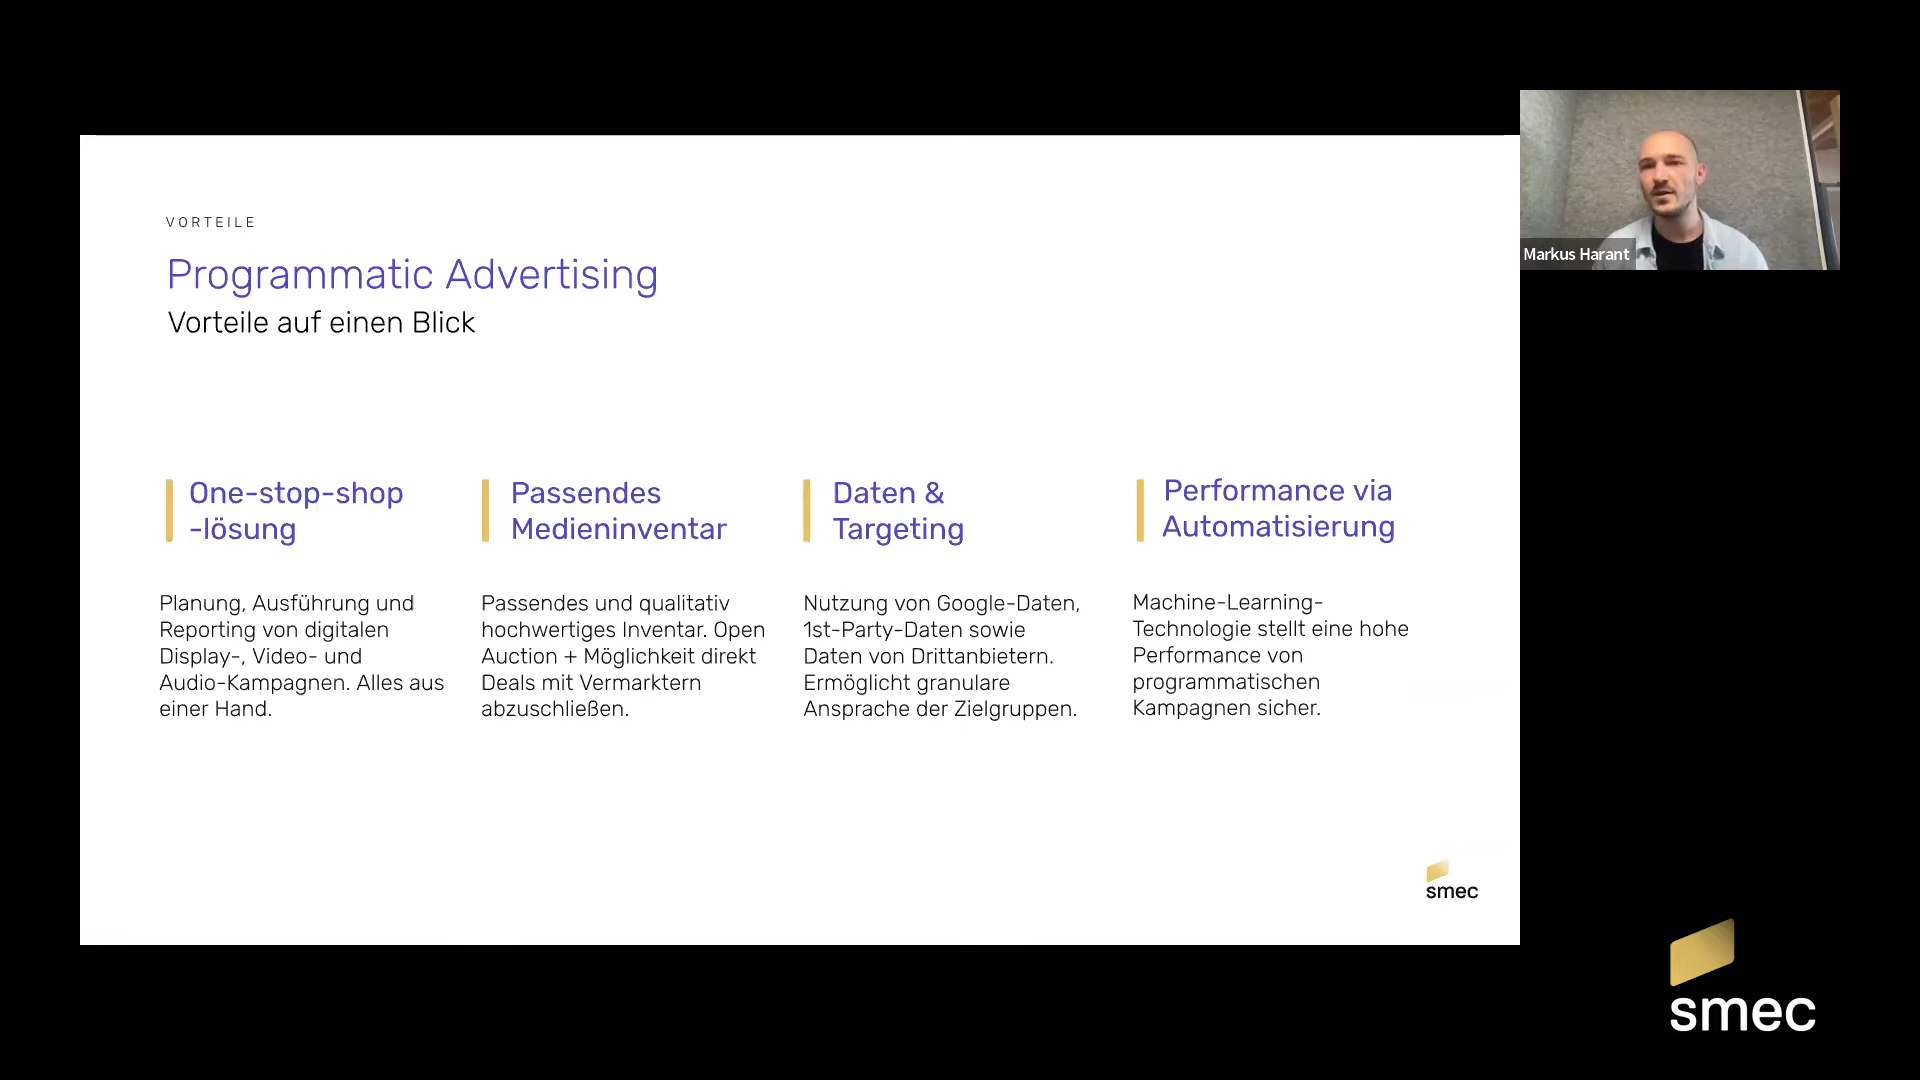 VORTEILE
Programmatic Advertising
Vorteile auf einen Blick
One-stop-shop
-lösung
Planung, Ausführung und
Reporting von digitalen
Display-, Video- und
Audio-Kampagnen. Alles aus
einer Hand.
Passendes
Medieninventar
Passendes und qualitativ
hochwertiges Inventar. Open
Auction + Möglichkeit direkt
Deals mit Vermarktern
abzuschließen.
Daten &
Targeting
Nutzung von Google-Daten,
1st-Party-Daten sowie
Daten von Drittanbietern.
Ermöglicht granulare
Ansprache der Zielgruppen.
Performance via
Automatisierung
Machine-Learning-
Technologie stellt eine hohe
Performance von
programmatischen
Kampagnen sicher.
smec
Markus Harant
smec